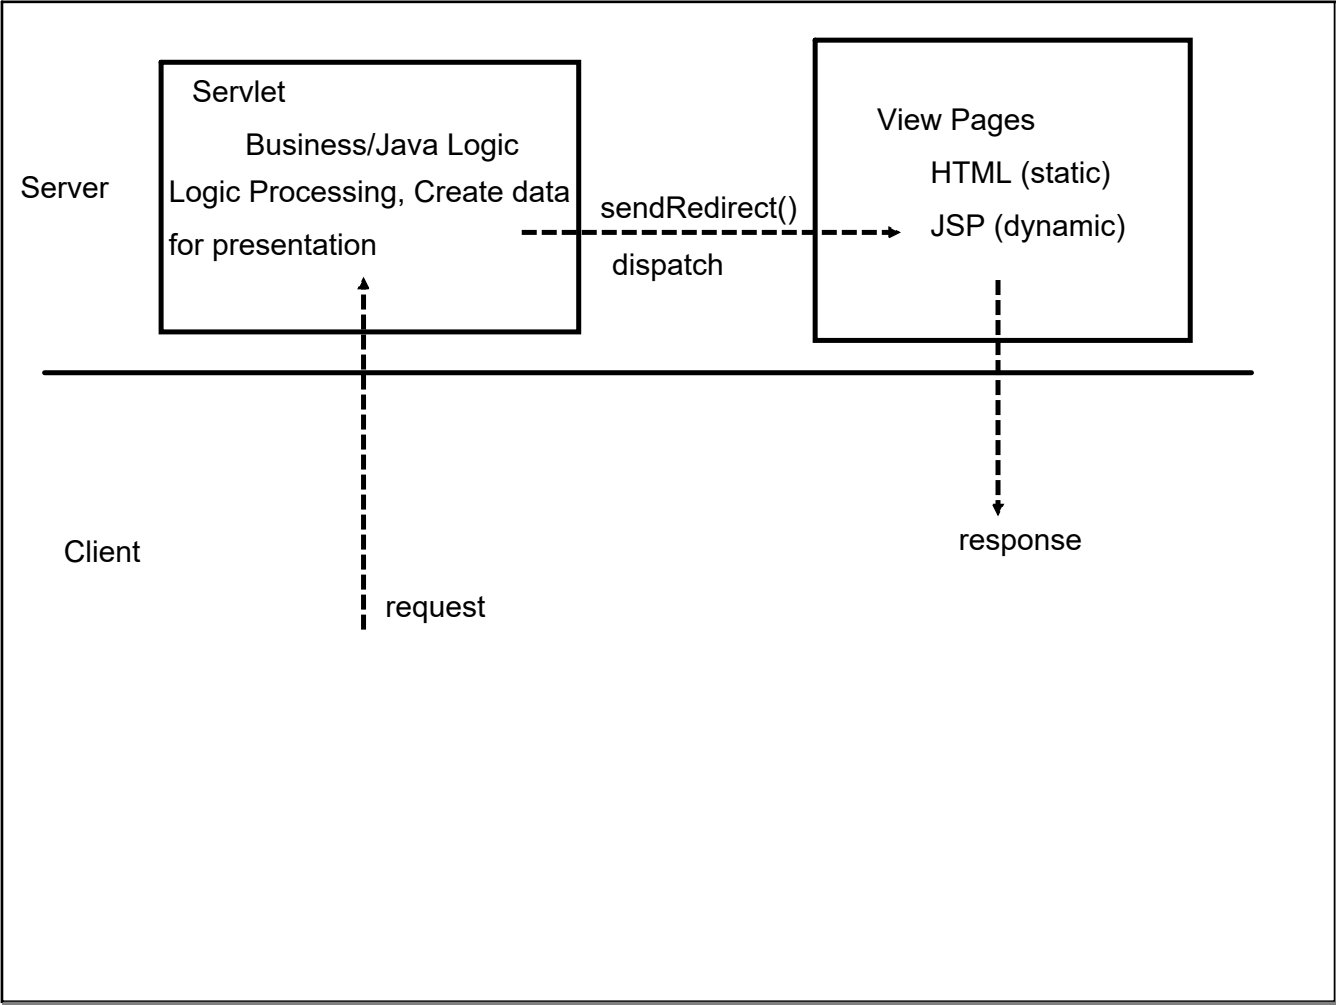 Servlet
Business/Java Logic
Logic Processing, Create data
for presentation
Server
sendRedirect()
dispatch
View Pages
HTML (static)
JSP (dynamic)
Client
request
response